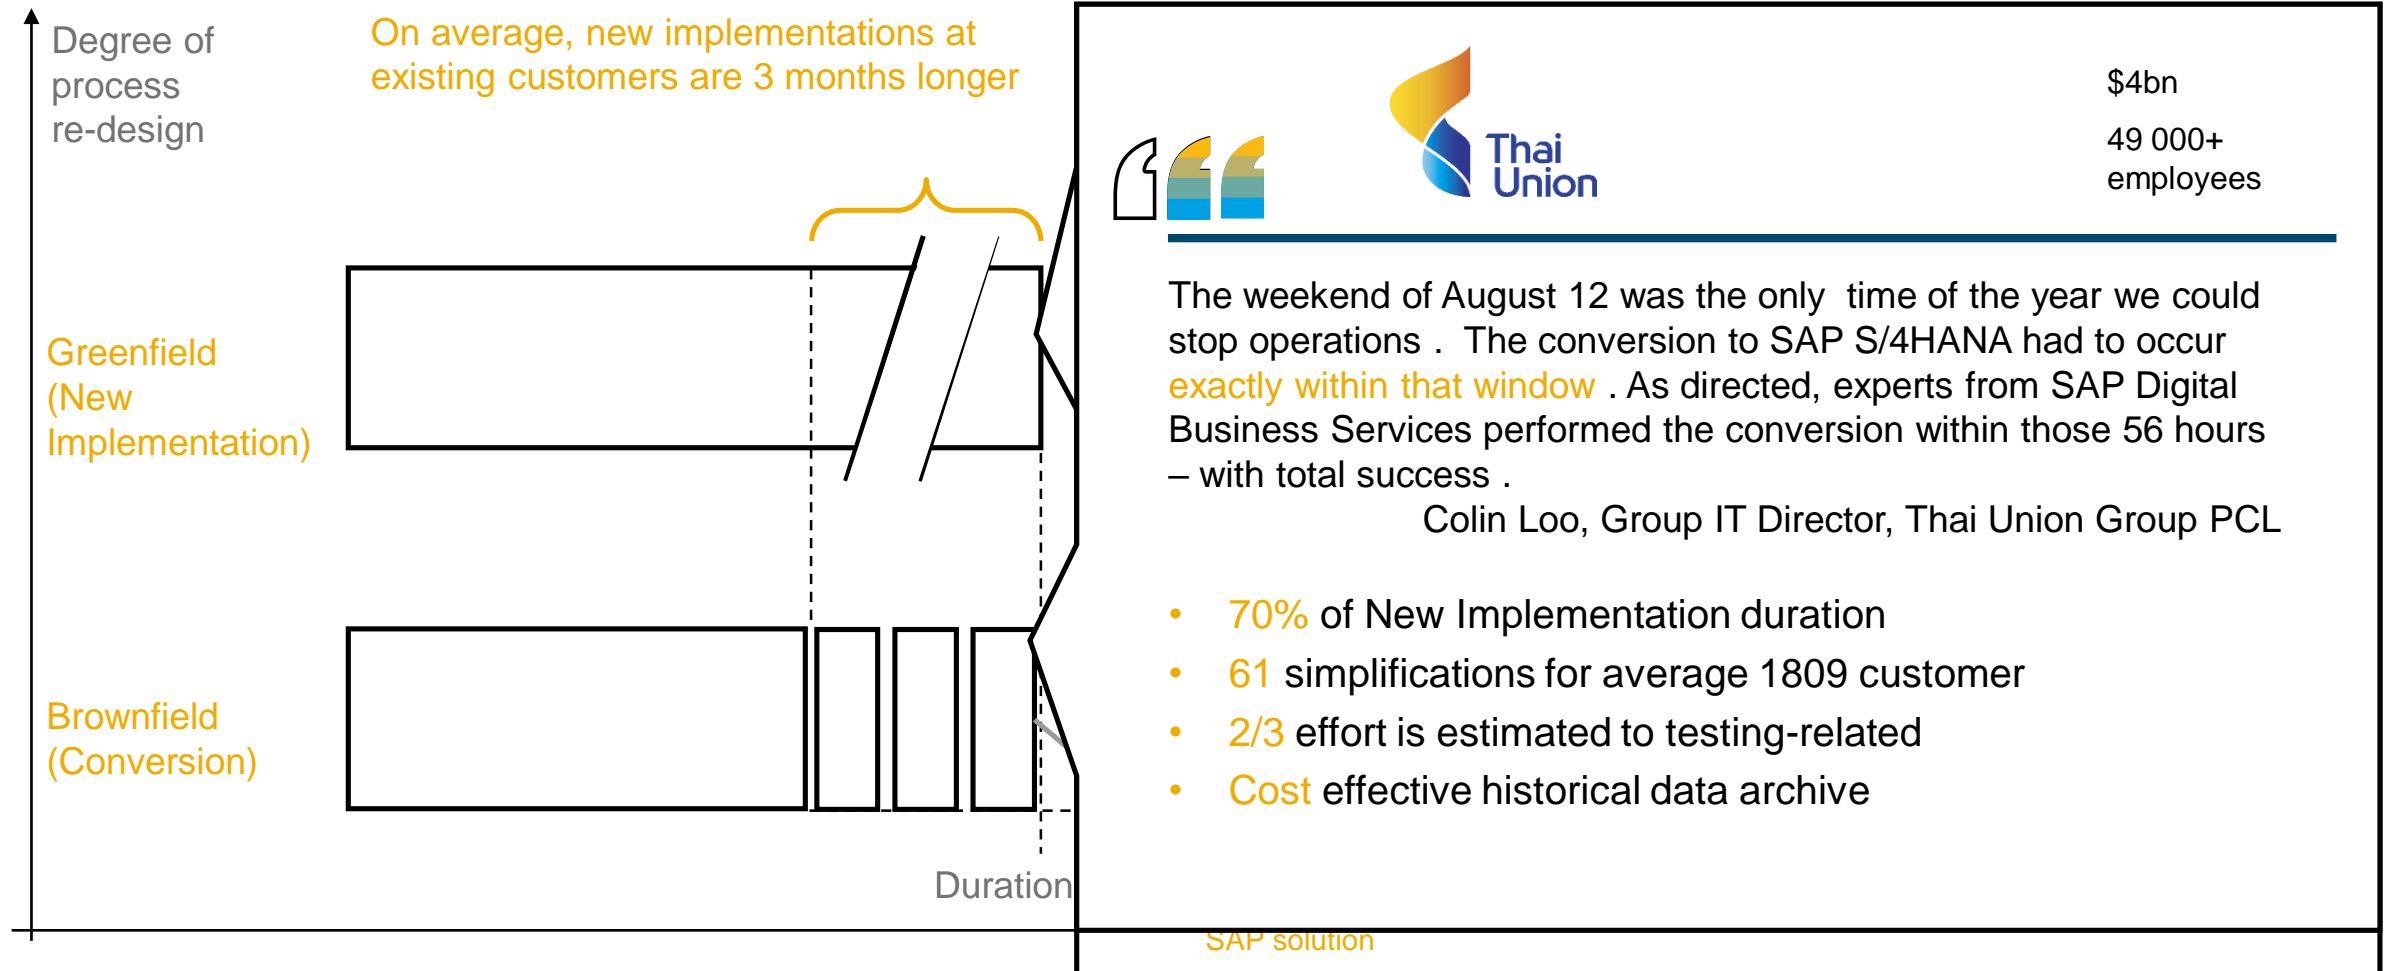 Degree of
process
re-design
On average, new implementations at
existing customers are 3 months longer
Greenfield
(New
Implementation)
Brownfield
(Conversion)
Duration
Thai
Union
$4bn
49 000+
employees
The weekend of August 12 was the only time of the year we could
stop operations . The conversion to SAP S/4HANA had to occur
exactly within that window . As directed, experts from SAP Digital
Business Services performed the conversion within those 56 hours
– with total success .
Colin Loo, Group IT Director, Thai Union Group PCL
• 70% of New Implementation duration
• 61 simplifications for average 1809 customer
• 2/3 effort is estimated to testing-related
• Cost effective historical data archive
SAP solution